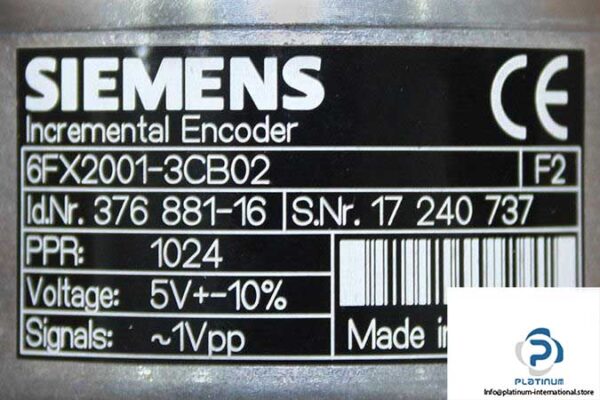 SIEMENS
CE
Incremental Encoder
6FX2001-3CB02 F2
Id.Nr. 376 881-16 S.Nr. 17 240 737
PPR: 1024
Voltage: 5V+-10%
Signals: ~1Vpp Made in
PLATINUM
Info@platinum-international.store